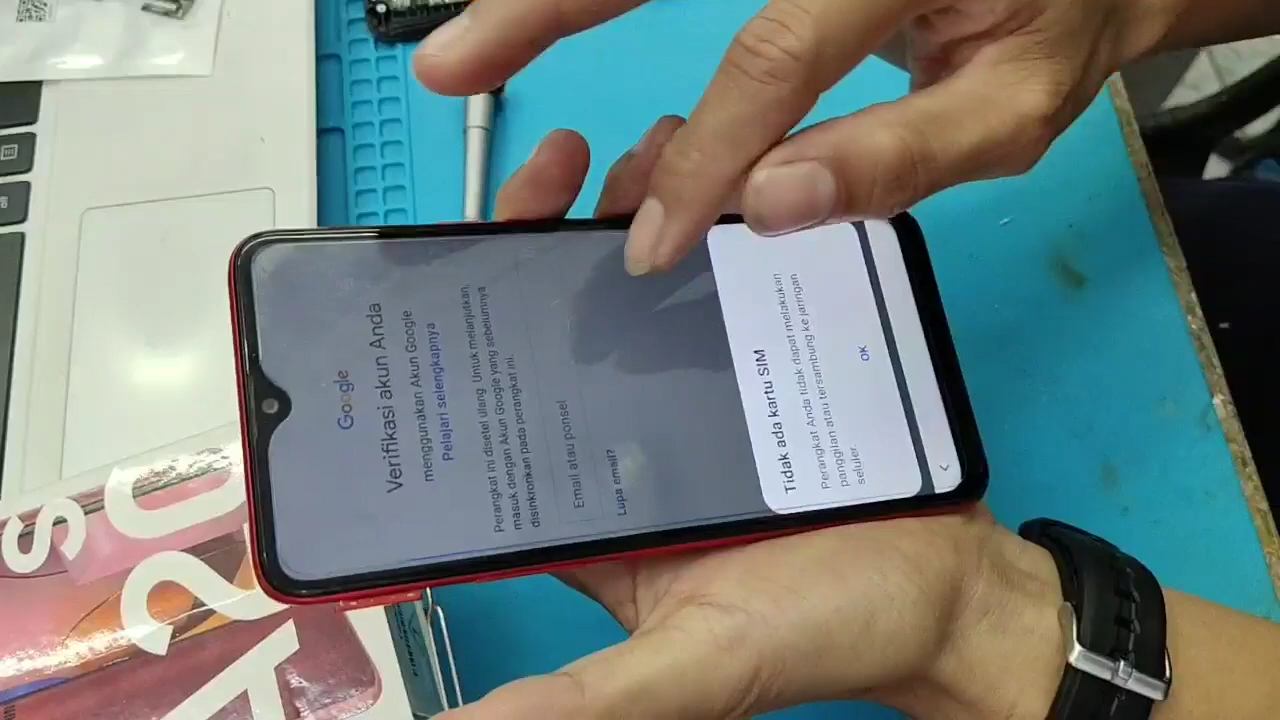 Google
Verifikasi akun Anda
menggunakan Akun Google
Pelajari selengkapnya
Perangkat ini disetel ulang. Untuk melanjutkan,
masuk dengan Akun Google yang sebelumnya
disinkronkan pada perangkat ini.
Email atau ponsel
Lupa email?
Tidak ada kartu SIM
Perangkat Anda tidak dapat melakukan
panggilan atau tersambung ke jaringan
seluler.
OK
A20s